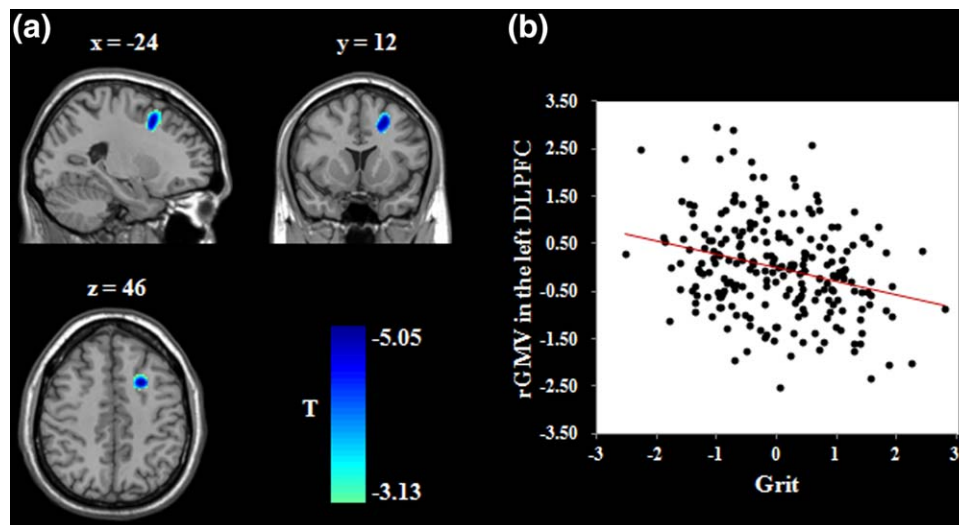 (a)
x = -24
y = 12
z = 46
T
-5.05
-3.13
(b)
rGMV in the left DLPFC
3.50
2.50
1.50
0.50
-0.50
-1.50
-2.50
-3.50
-3
-2
-1
0
1
2
3
Grit